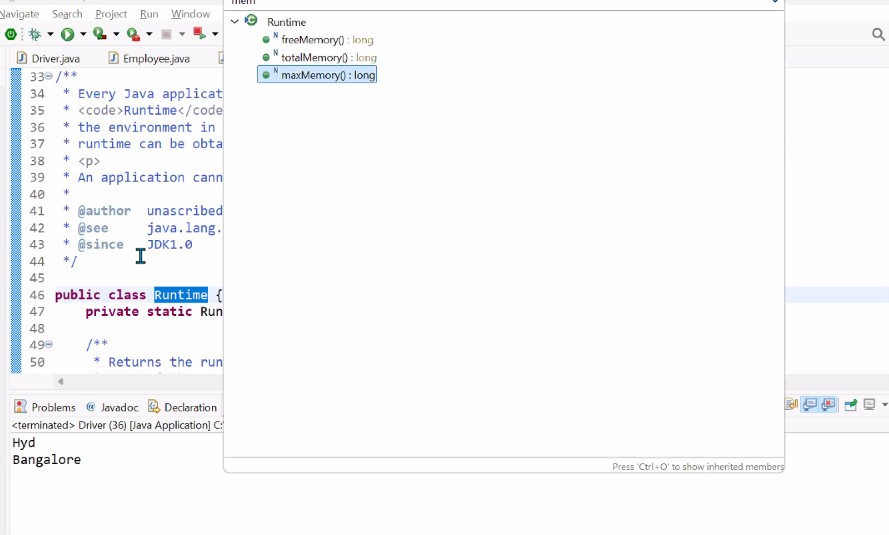 Navigate Search Project Run Window
mem
Runtime
freeMemory() : long
totalMemory() : long
maxMemory() : long
Driver.java Employee.java
33 /**
34 * Every Java applicat
35 * <code>Runtime</code
36 * the environment in
37 * runtime can be obta
38 * <p>
39 * An application cann
40 *
41 * @author unascribed
42 * @see java.lang.
43 * @since JDK1.0
44 */
45
46 public class Runtime {
47 private static Run
48
49 /**
50 * Returns the run
Problems @ Javadoc Declaration
<terminated> Driver (36) [Java Application] C:
Hyd
Bangalore
Press 'Ctrl+O' to show inherited members